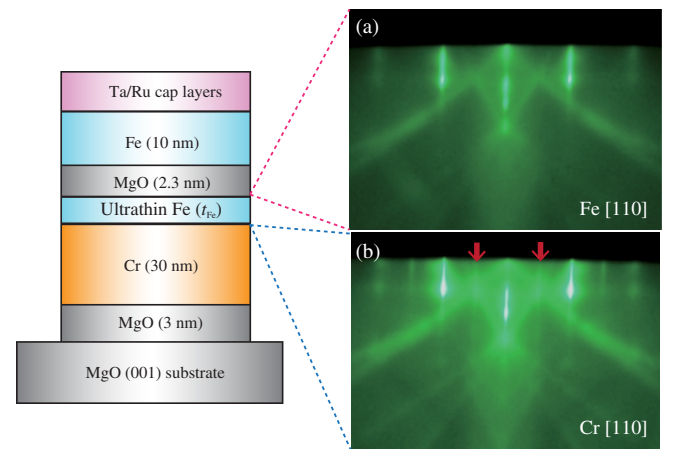 Ta/Ru cap layers
Fe (10 nm)
MgO (2.3 nm)
Ultrathin Fe (tFe)
Cr (30 nm)
MgO (3 nm)
MgO (001) substrate
(a)
Fe [110]
(b)
Cr [110]